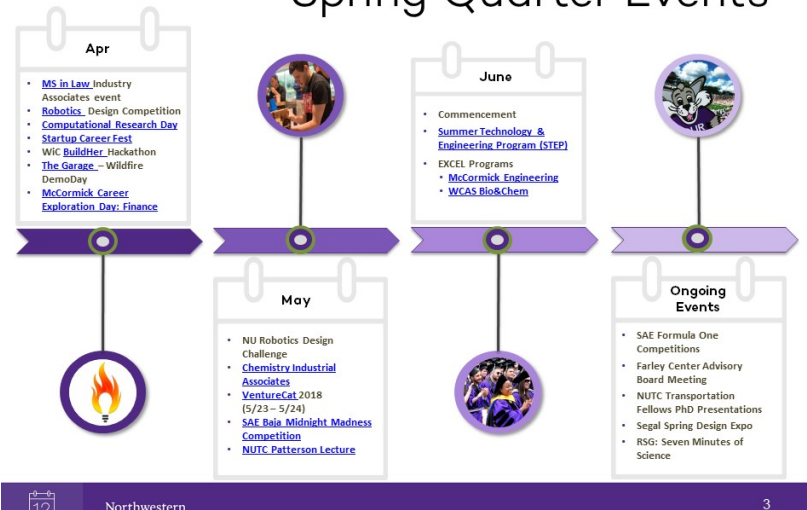 Spring Quarter Events
Apr
• MS in Law Industry
Associates event
• Robotics Design Competition
• Computational Research Day
• Startup Career Fest
• WiC BuildHer Hackathon
• The Garage – Wildfire
DemoDay
• McCormick Career
Exploration Day: Finance
May
• NU Robotics Design
Challenge
• Chemistry Industrial
Associates
• VentureCat 2018
(5/23 – 5/24)
• SAE Baja Midnight Madness
Competition
• NUTC Patterson Lecture
June
• Commencement
• Summer Technology &
Engineering Program (STEP)
• EXCEL Programs
• McCormick Engineering
• WCAS Bio&Chem
Ongoing
Events
• SAE Formula One
Competitions
• Farley Center Advisory
Board Meeting
• NUTC Transportation
Fellows PhD Presentations
• Segal Spring Design Expo
• RSG: Seven Minutes of
Science
12
Northwestern
3